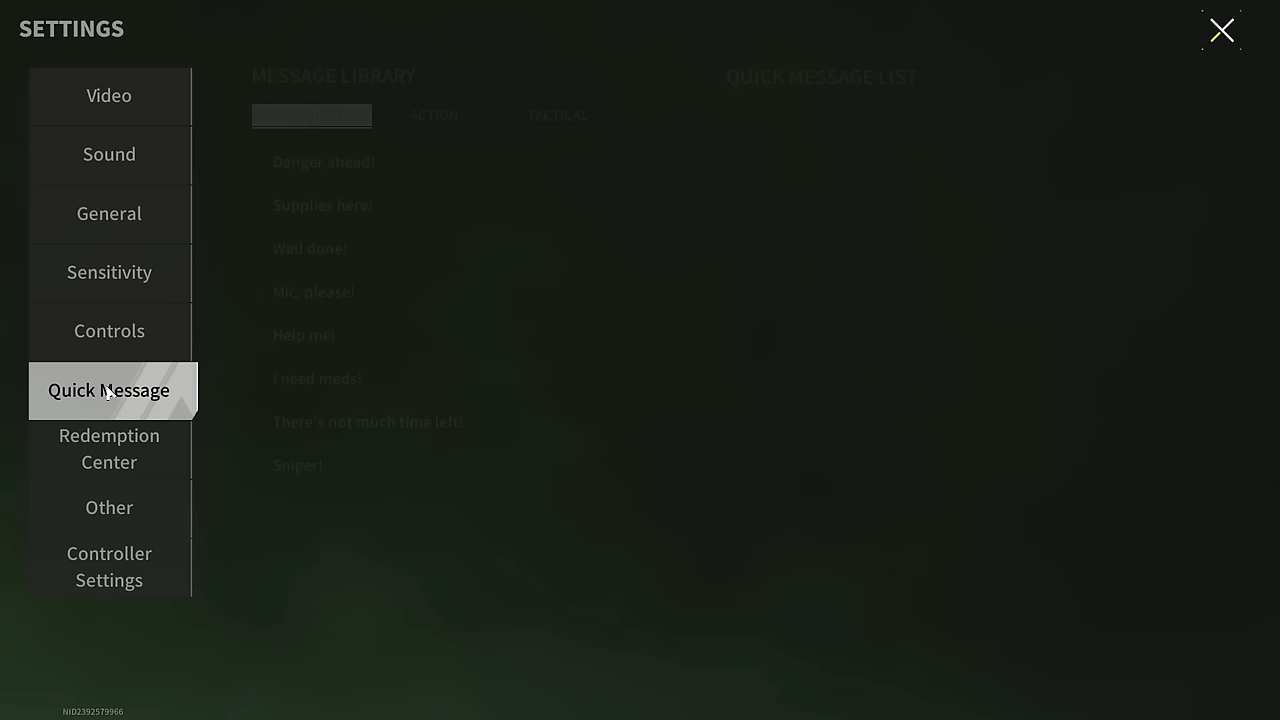 SETTINGS
Video
Sound
General
Sensitivity
Controls
Quick Message
Redemption
Center
Other
Controller
Settings
MESSAGE LIBRARY
ACTION
TACTICAL
Danger ahead!
Supplies here!
Well done!
Mic, please!
Help me!
I need meds!
There's not much time left!
Sniper!
QUICK MESSAGE LIST
NID2392579966